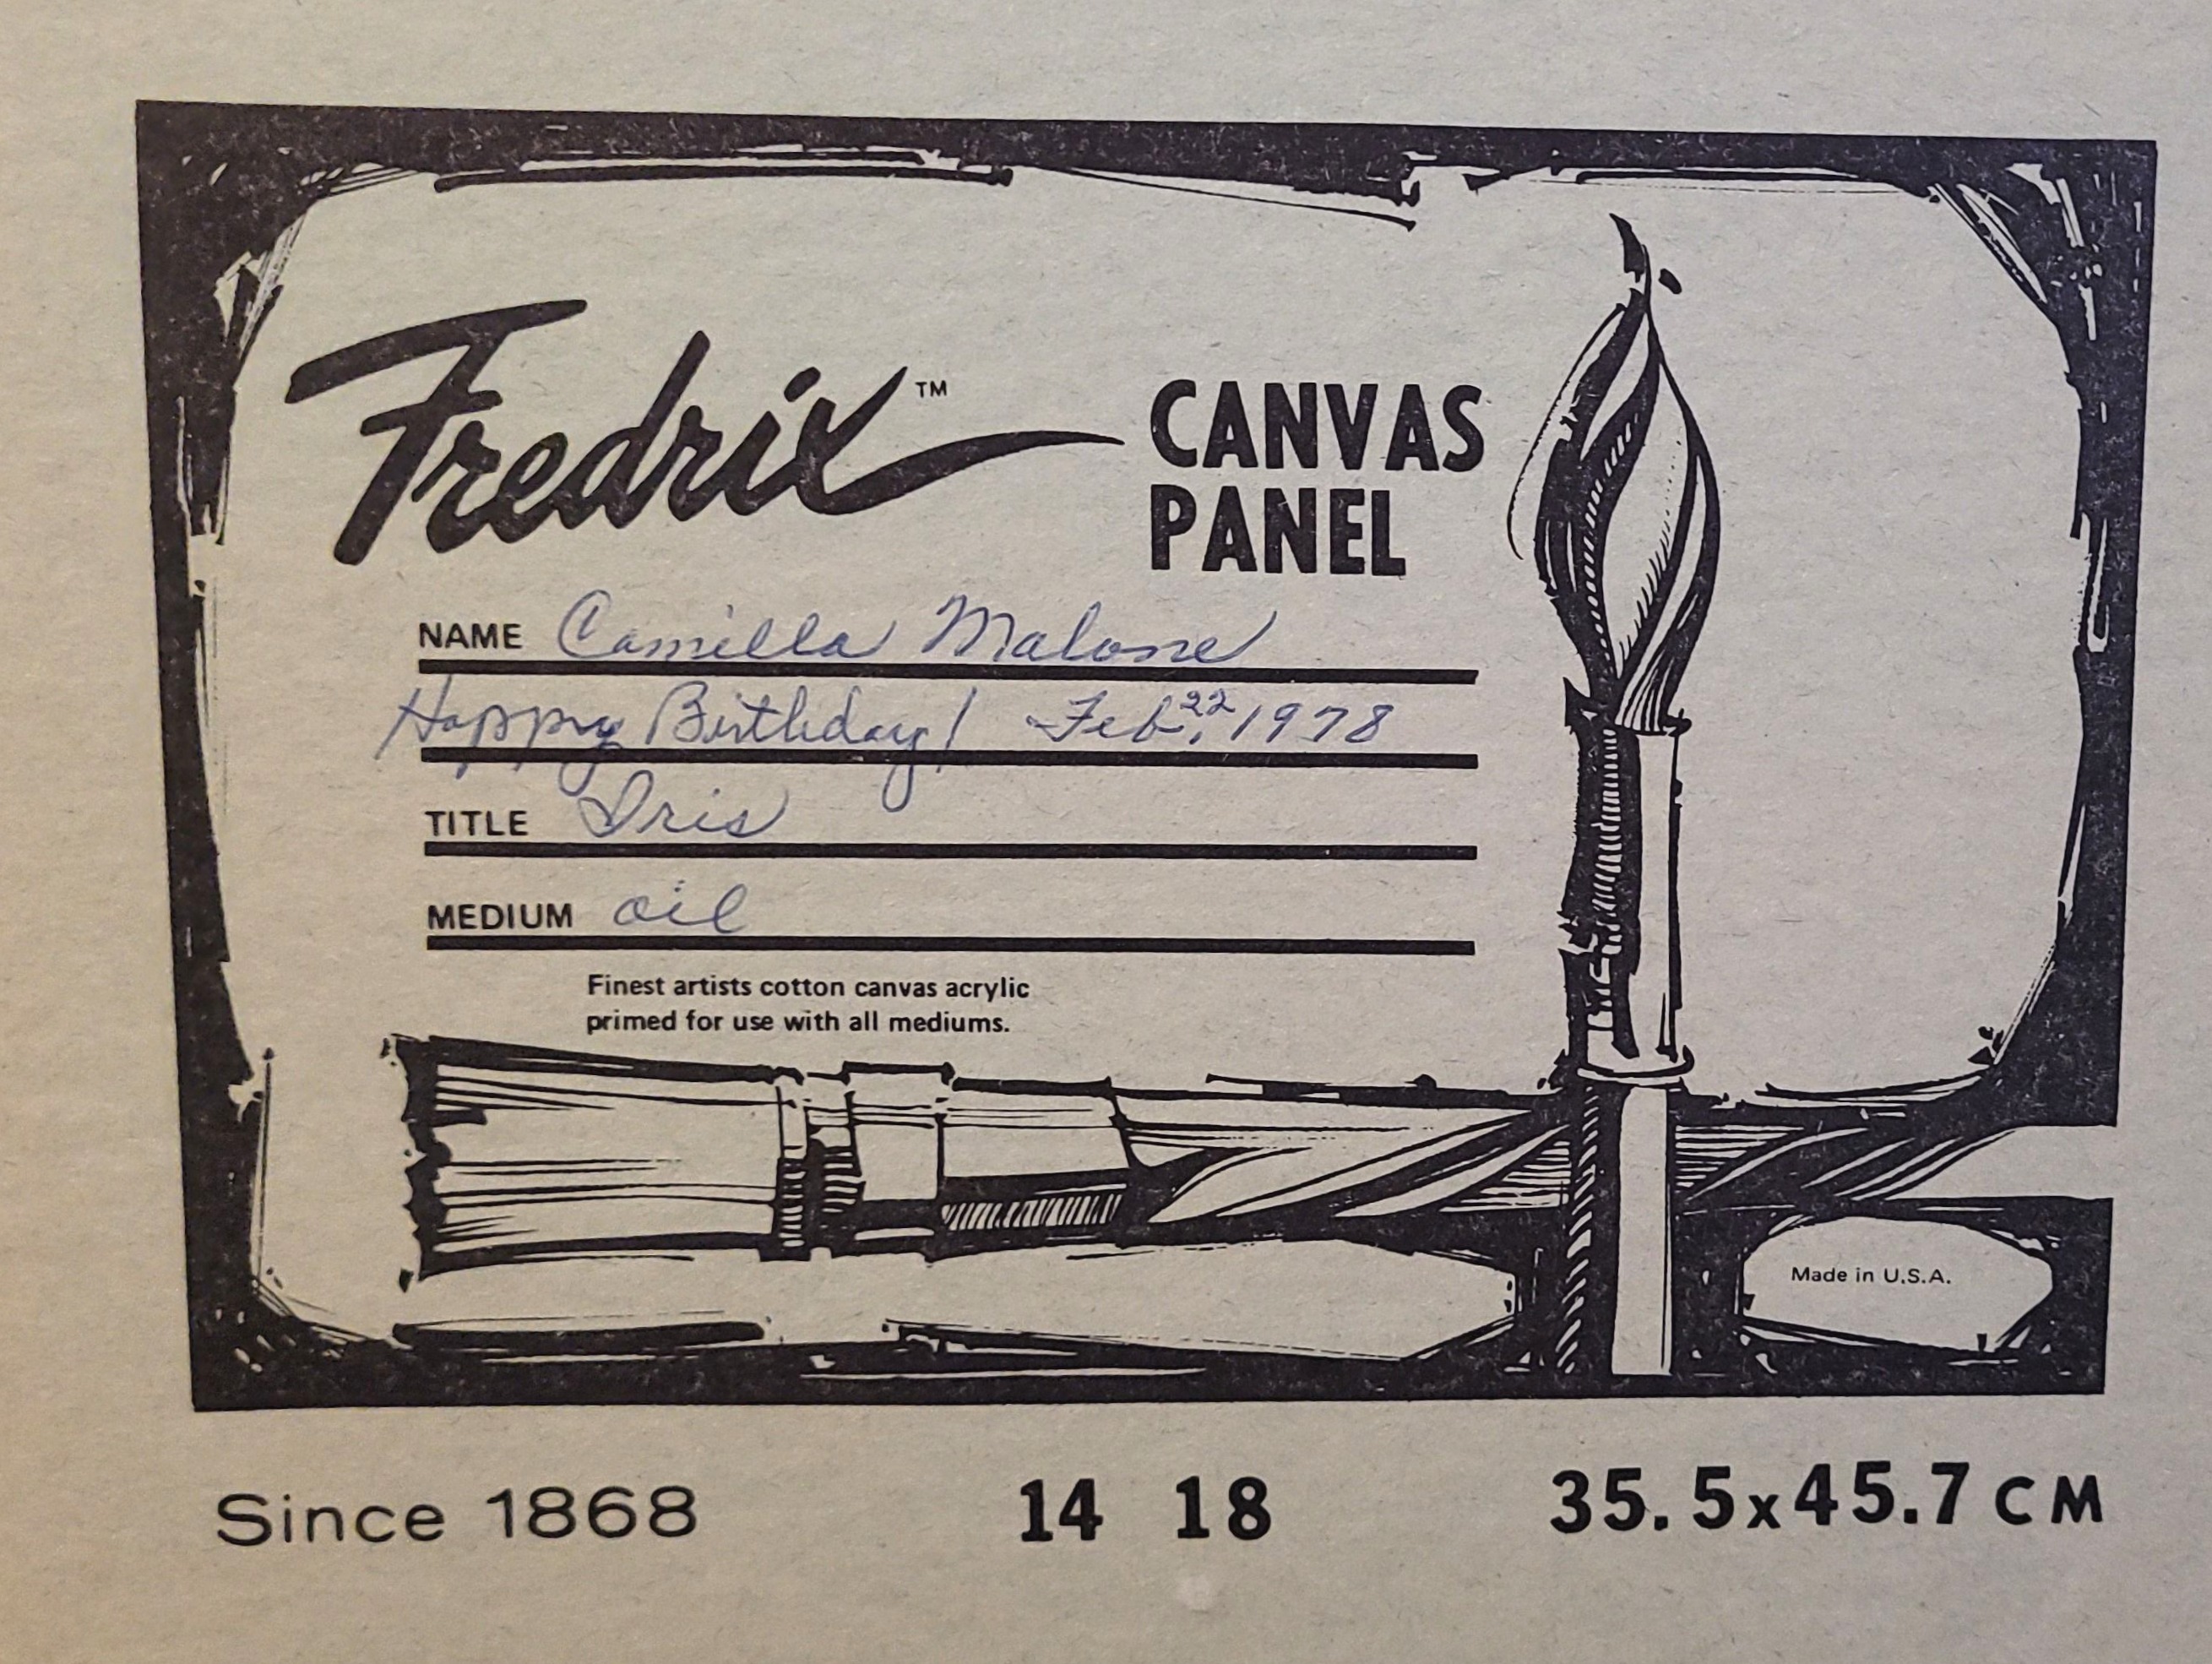 Fredrix™ CANVAS PANEL
NAME Camilla Malone
Happy Birthday! Feb. 22, 1978
TITLE Iris
MEDIUM oil
Finest artists cotton canvas acrylic
primed for use with all mediums.
Made in U.S.A.
Since 1868 14 18 35.5x45.7 CM